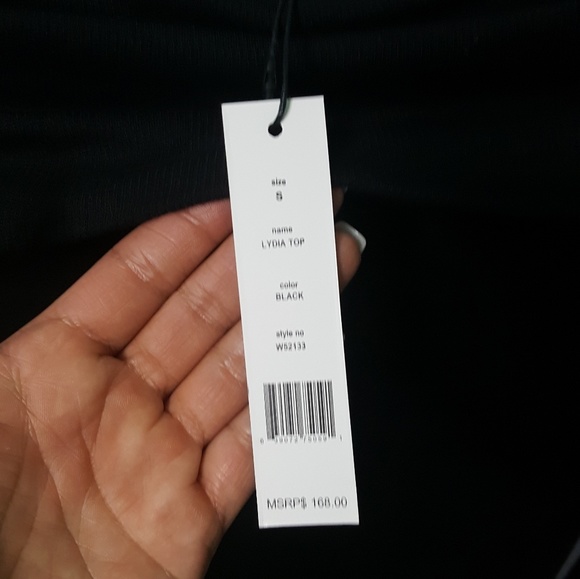 size
S
name
LYDIA TOP
color
BLACK
style no
W52133
MSRP$ 168.00